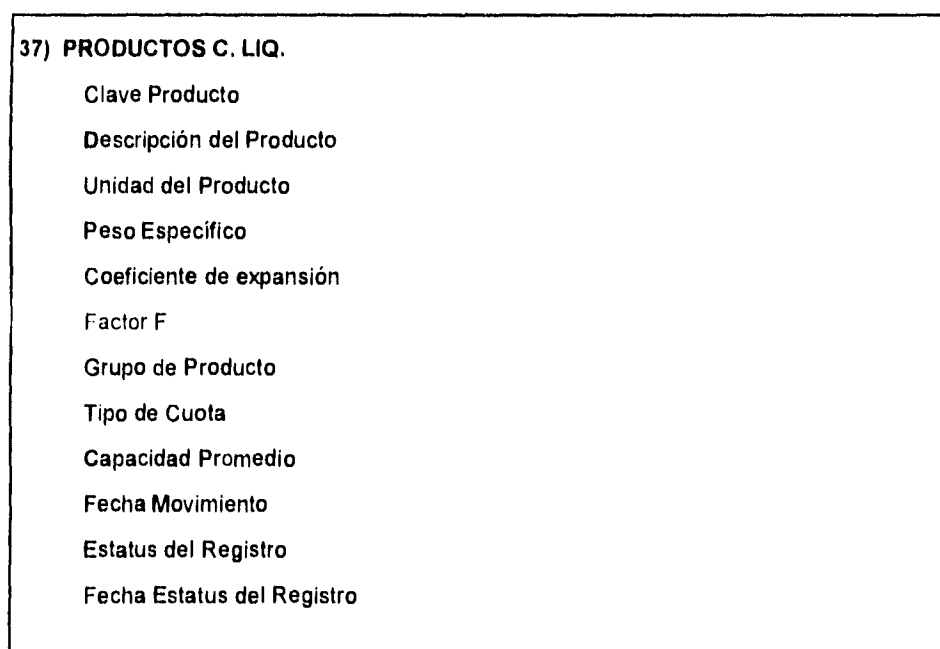 37) PRODUCTOS C. LIQ.
Clave Producto
Descripción del Producto
Unidad del Producto
Peso Específico
Coeficiente de expansión
Factor F
Grupo de Producto
Tipo de Cuota
Capacidad Promedio
Fecha Movimiento
Estatus del Registro
Fecha Estatus del Registro